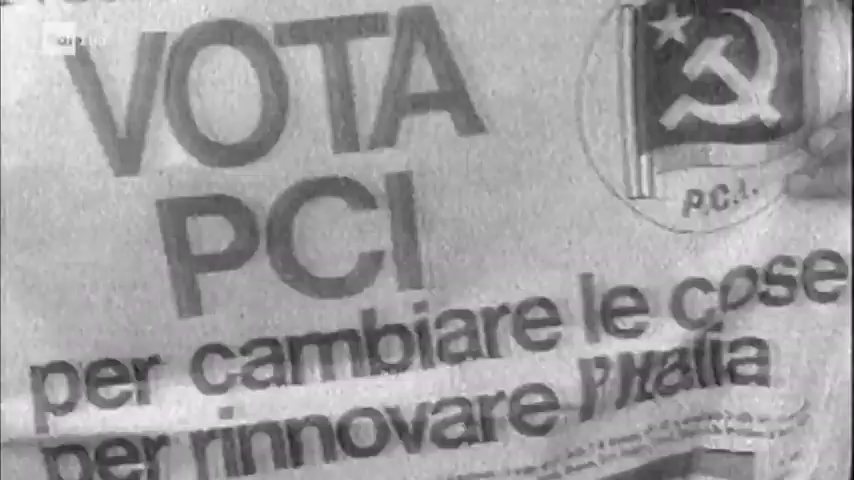 VOTA
PCI
P.C.I.
per cambiare le cose
per rinnovare l'Italia